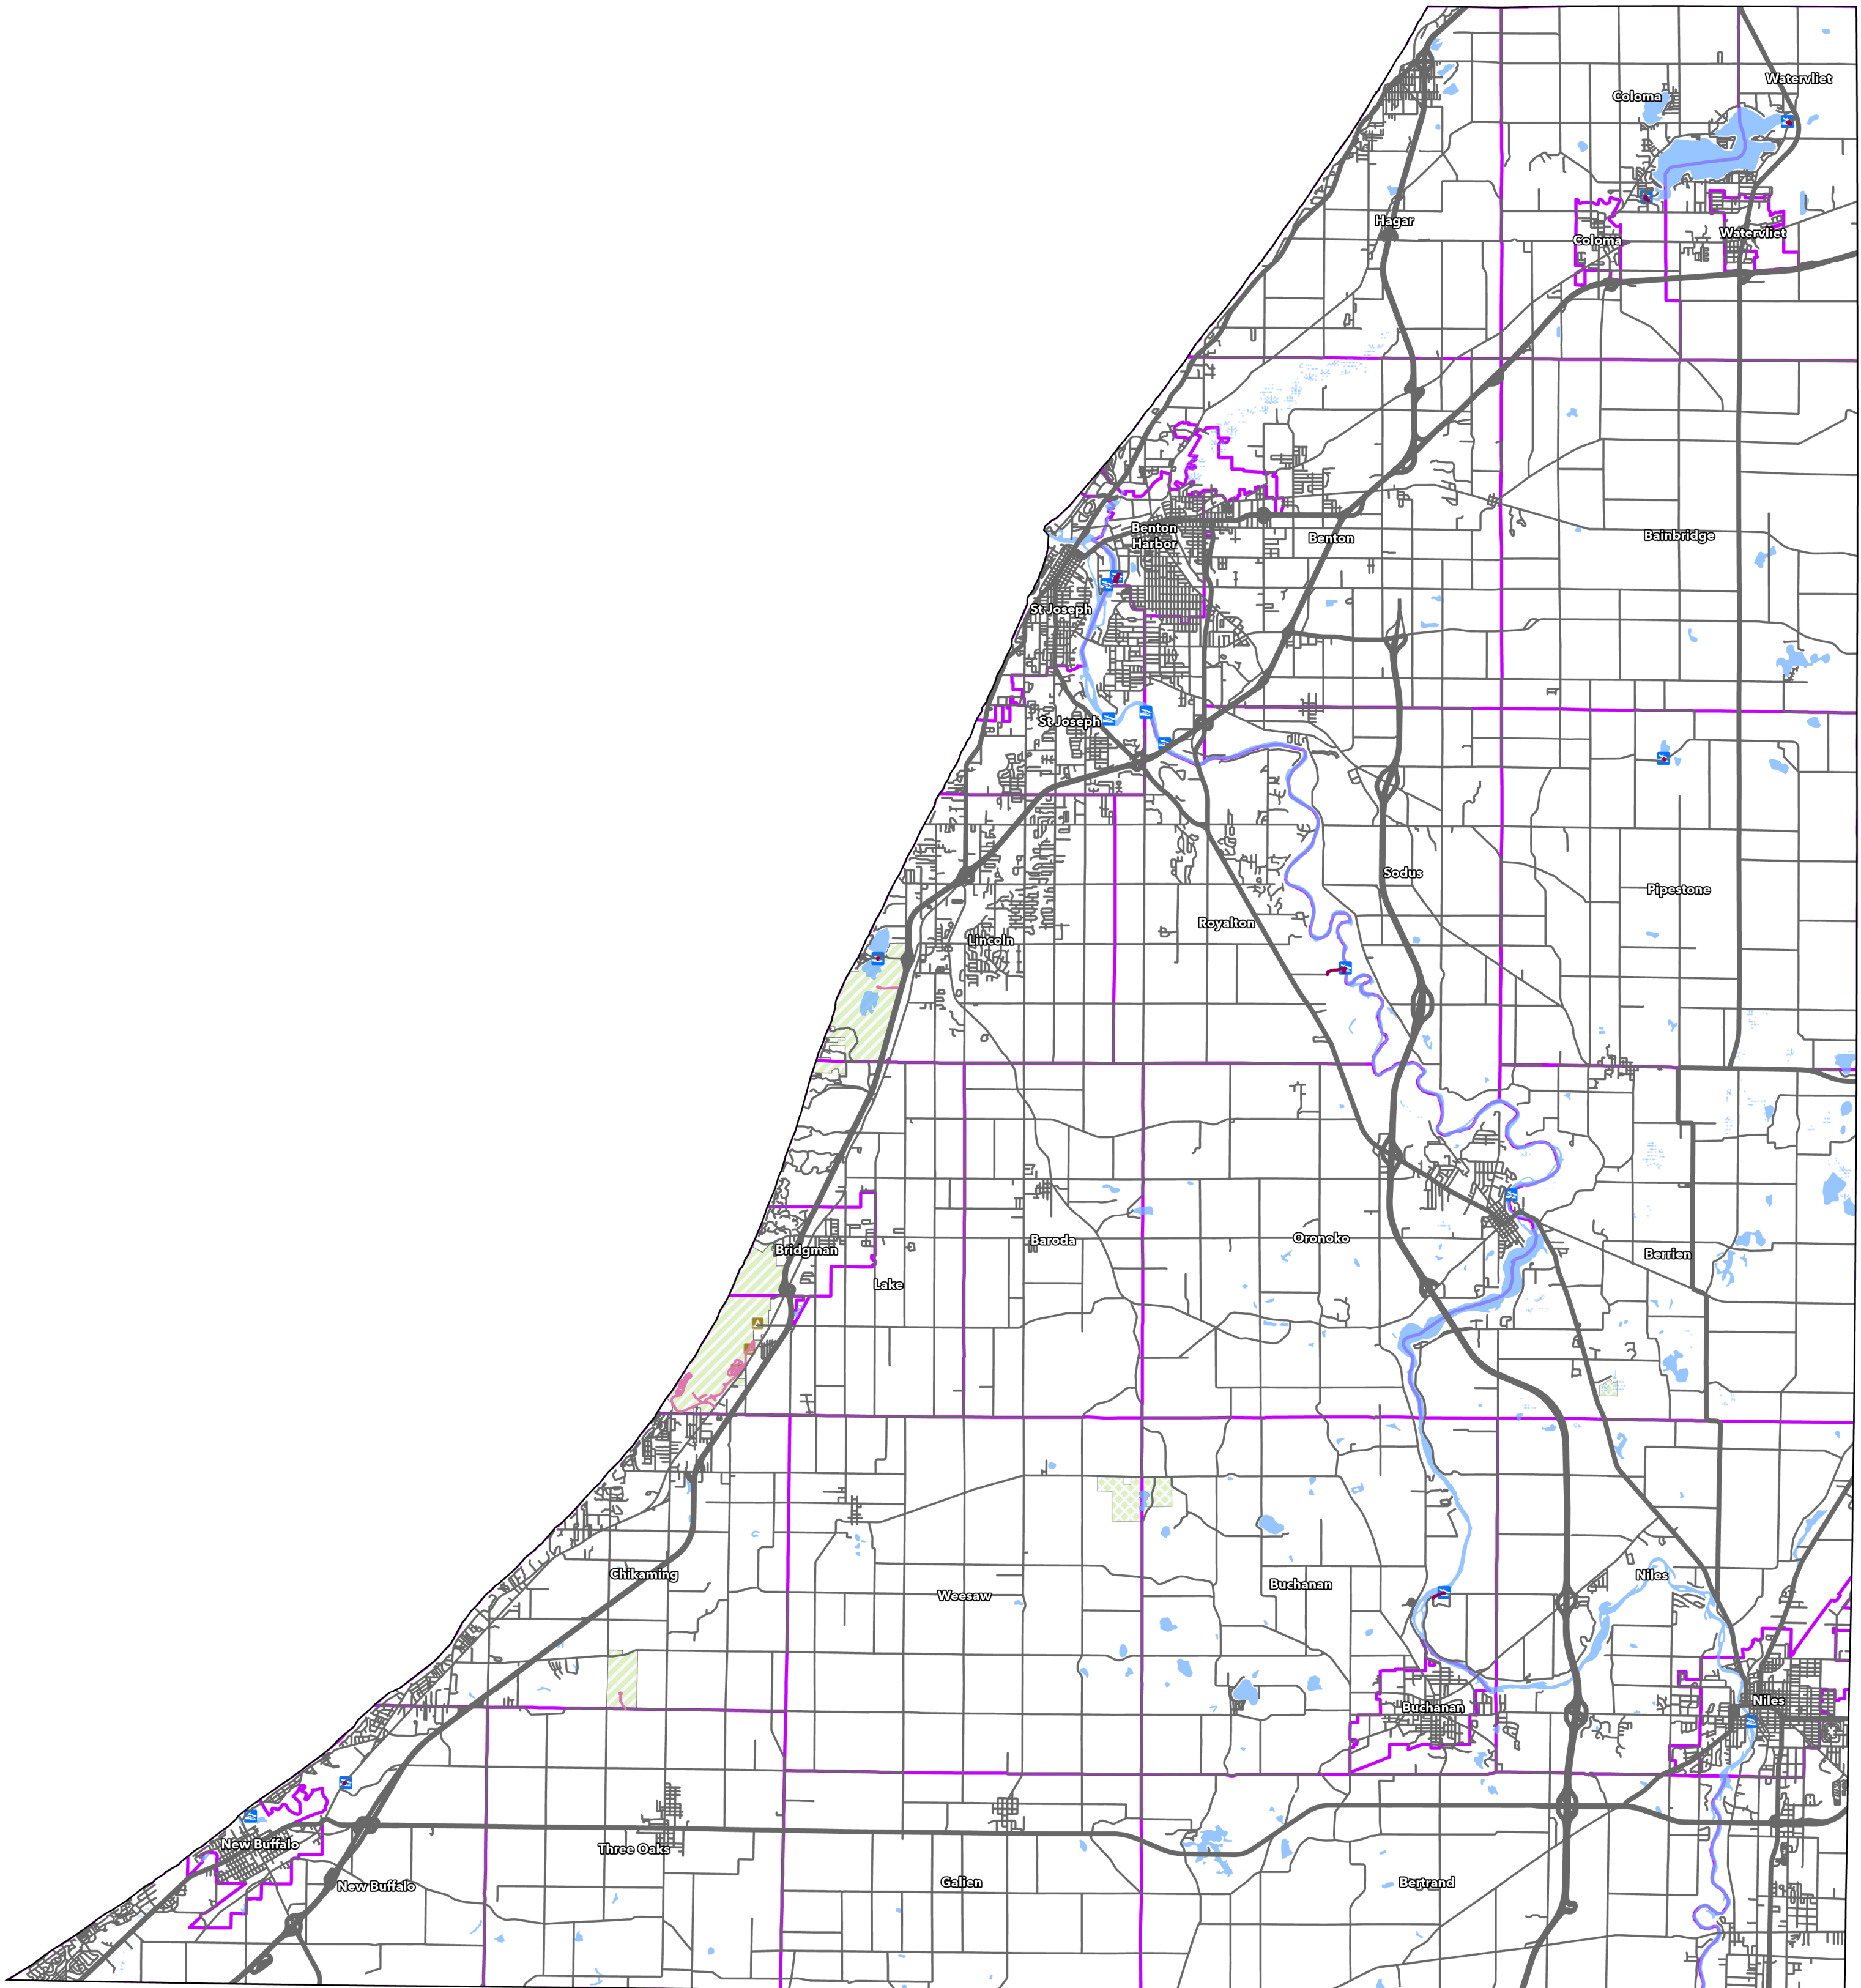 Watervliet
Coloma
Hagar
Watervliet
Coloma
Benton
Harbor
Benton
Bainbridge
St Joseph
St Joseph
Sodus
Pipestone
Royalton
Lincoln
Oronoko
Baroda
Bridgman
Berrien
Lake
Chikaming
Niles
Buchanan
Weesaw
Niles
Buchanan
New Buffalo
Three Oaks
Galien
Bertrand
New Buffalo